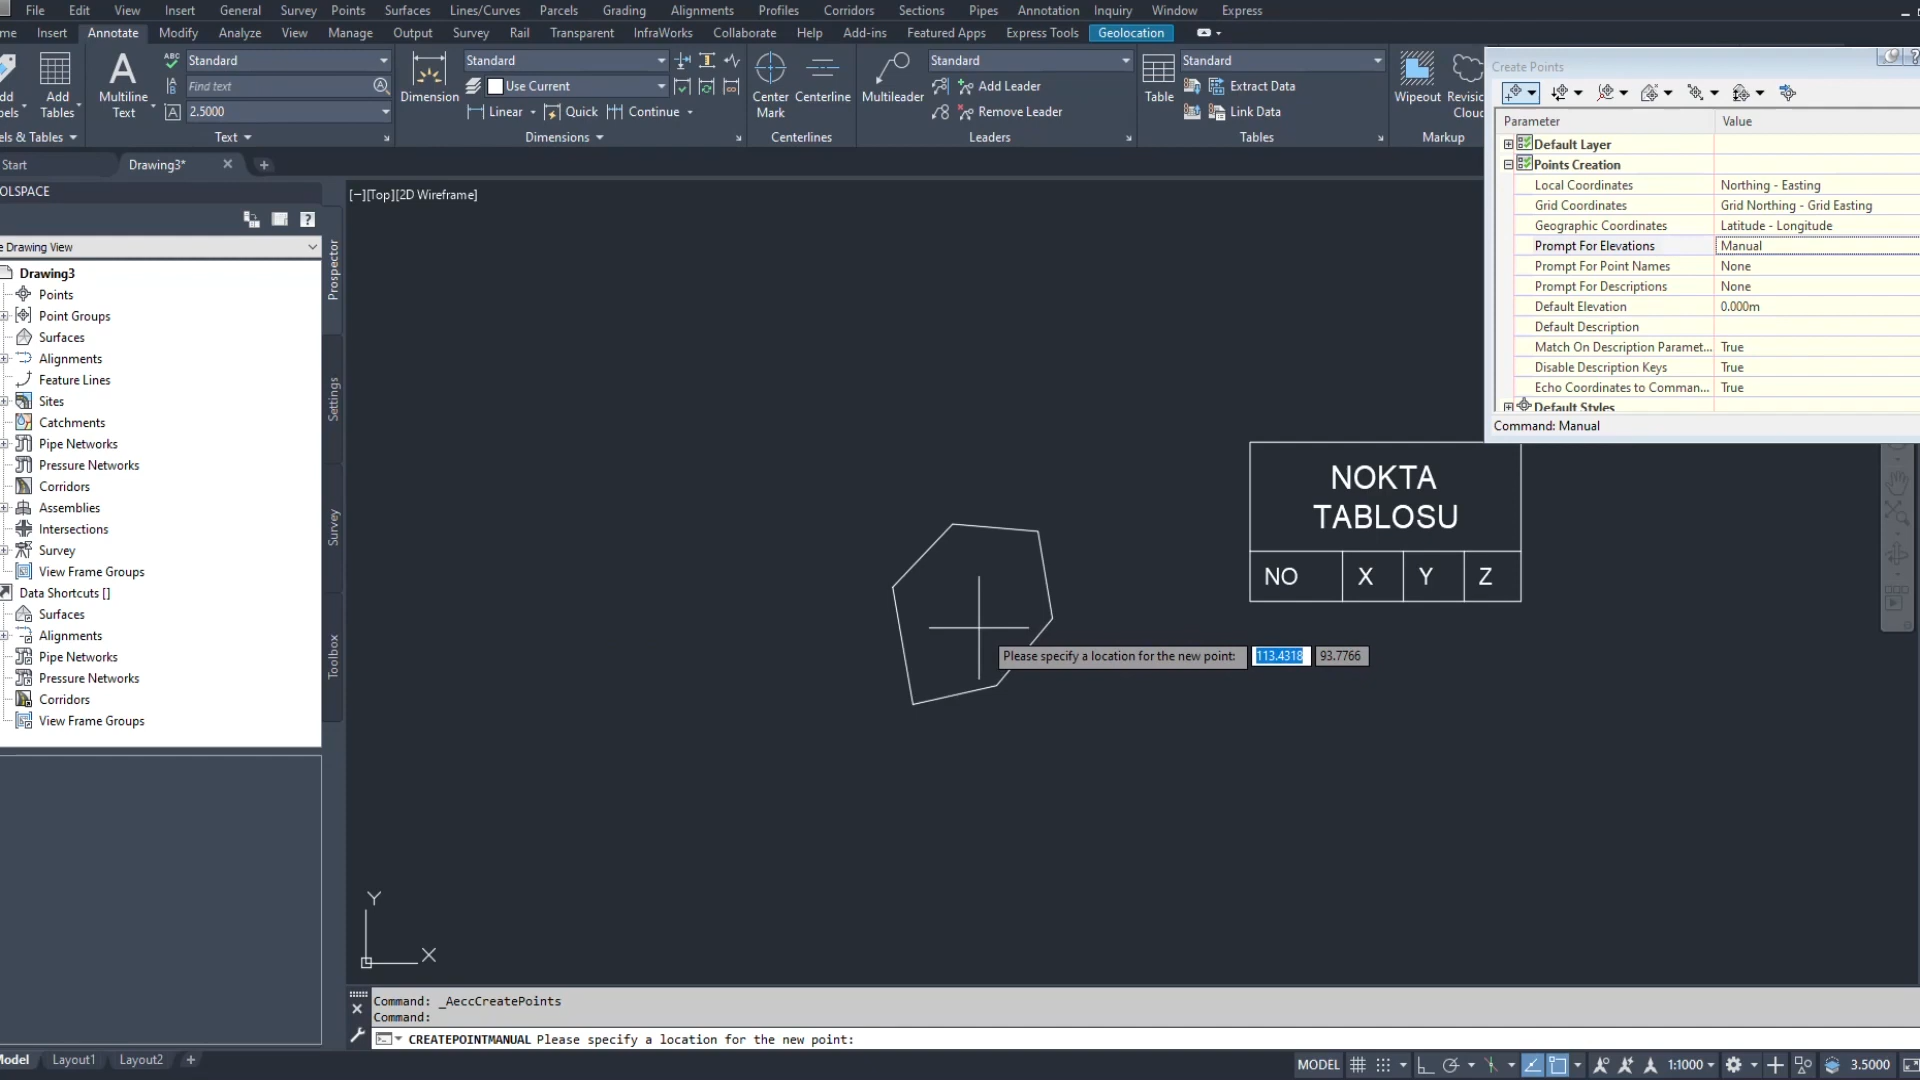 File Edit View Insert General Survey Points Surfaces Lines/Curves Parcels Grading Alignments Profiles Corridors Sections Pipes Annotation Inquiry Window Express
me Insert Annotate Modify Analyze View Manage Output Survey Rail Transparent InfraWorks Collaborate Help Add-ins Featured Apps Express Tools Geolocation
Add Tables
ABC Standard
Find text
2.5000
A Multiline Text
Text
Dimension
Standard
Use Current
Linear Quick Continue
Dimensions
Center Mark Centerline
Centerlines
Multileader
Standard
Add Leader
Remove Leader
Leaders
Table
Standard
Extract Data
Link Data
Tables
Wipeout
Markup
els & Tables
Start Drawing3*
OLSPACE
e Drawing View
Drawing3
Points
Point Groups
Surfaces
Alignments
Feature Lines
Sites
Catchments
Pipe Networks
Pressure Networks
Corridors
Assemblies
Intersections
Survey
View Frame Groups
Data Shortcuts []
Surfaces
Alignments
Pipe Networks
Pressure Networks
Corridors
View Frame Groups
Prospector
Settings
Survey
Toolbox
[−][Top][2D Wireframe]
Create Points
Parameter Value
Default Layer
Points Creation
Local Coordinates Northing - Easting
Grid Coordinates Grid Northing - Grid Easting
Geographic Coordinates Latitude - Longitude
Prompt For Elevations Manual
Prompt For Point Names None
Prompt For Descriptions None
Default Elevation 0.000m
Default Description
Match On Description Paramet... True
Disable Description Keys True
Echo Coordinates to Comman... True
Default Styles
Command: Manual
NOKTA
TABLOSU
NO X Y Z
Please specify a location for the new point: 113.4318 93.7766
Y
X
Command: _AeccCreatePoints
Command:
CREATEPOINTMANUAL Please specify a location for the new point:
Model Layout1 Layout2 +
MODEL 1:1000 3.5000